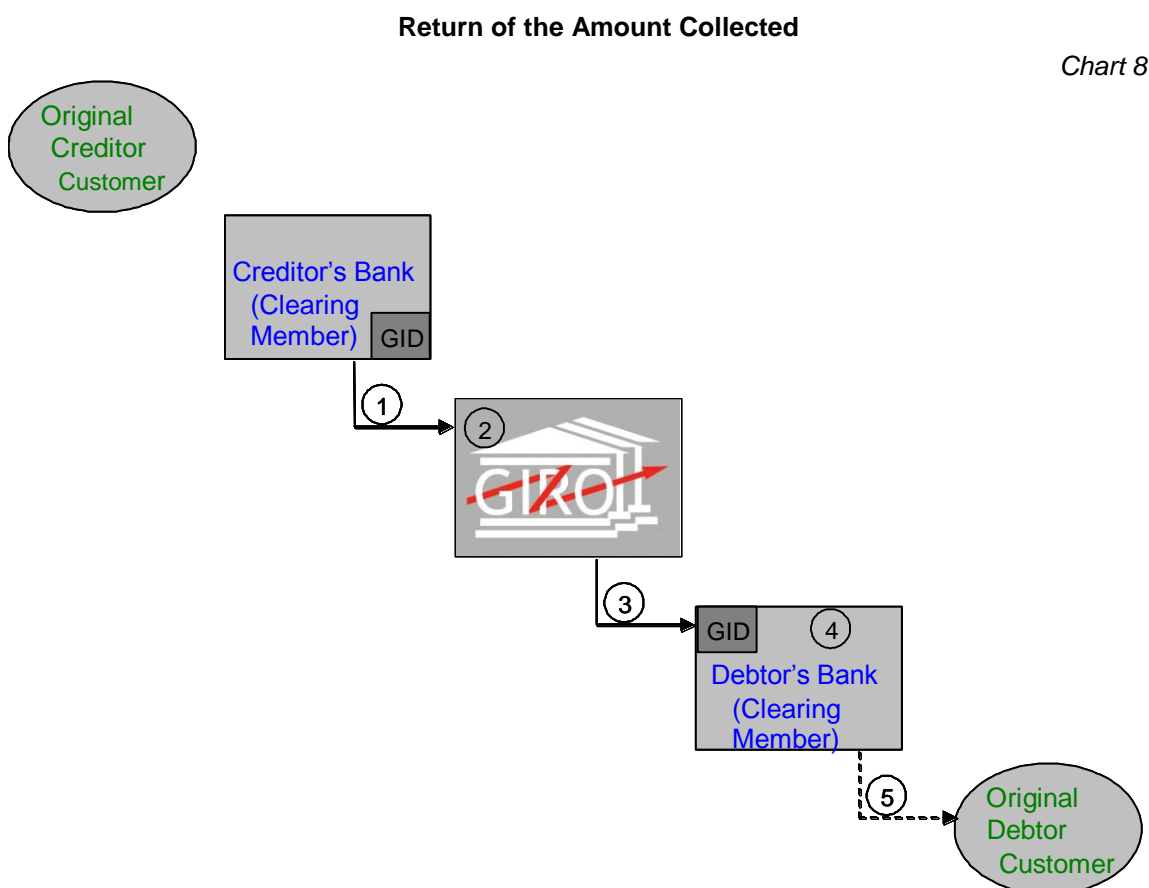 Return of the Amount Collected
Chart 8
Original
Creditor
Customer
Creditor's Bank
(Clearing
Member)
GID
1
2
GIRO
3
GID
4
Debtor's Bank
(Clearing
Member)
5
Original
Debtor
Customer